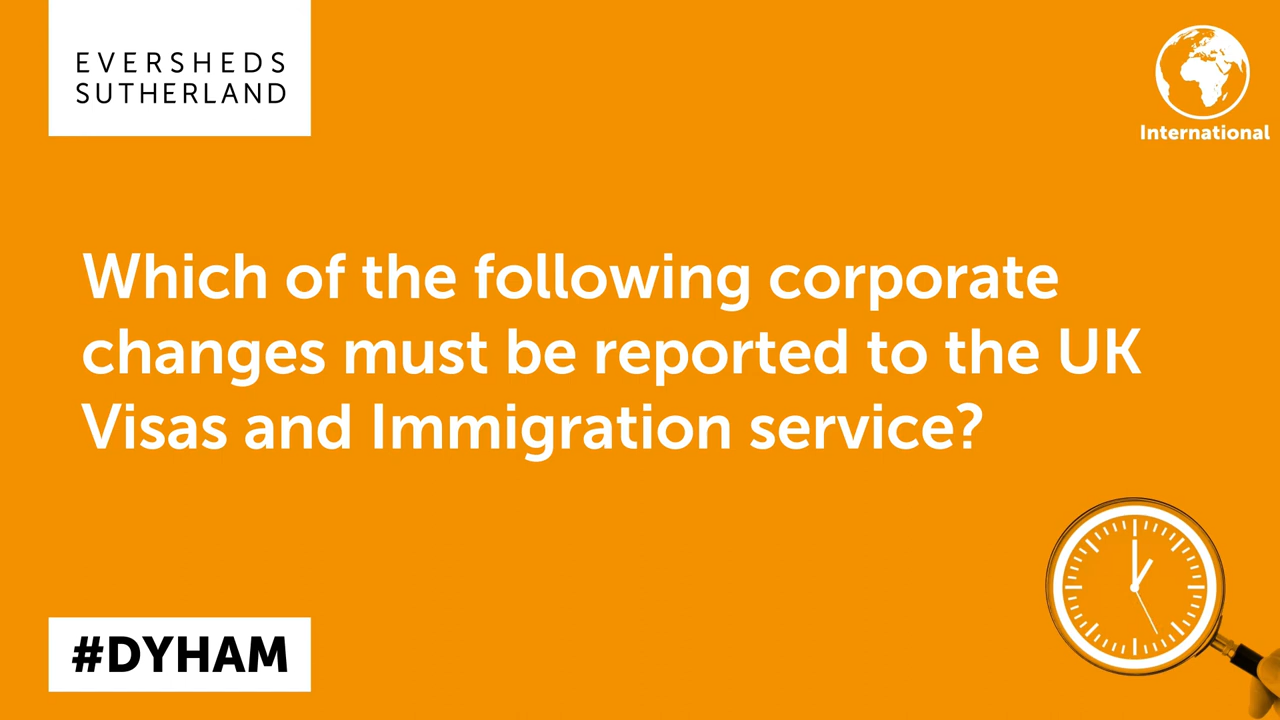 EVERSHEDS
SUTHERLAND
International
Which of the following corporate
changes must be reported to the UK
Visas and Immigration service?
#DYHAM